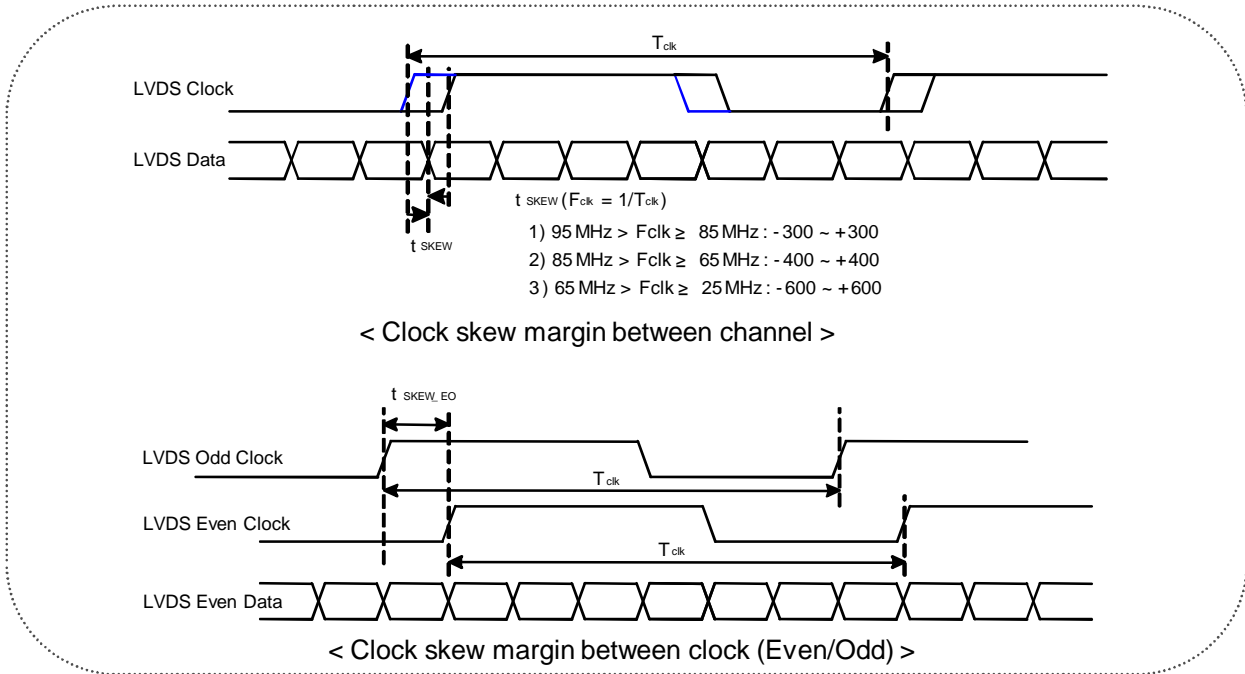 T clk
LVDS Clock
LVDS Data
t SKEW (F clk = 1/T clk)
t SKEW
1) 95 MHz > Fclk ≥ 85 MHz : -300 ~ +300
2) 85 MHz > Fclk ≥ 65 MHz : -400 ~ +400
3) 65 MHz > Fclk ≥ 25 MHz : -600 ~ +600
< Clock skew margin between channel >
t SKEW_EO
LVDS Odd Clock
T clk
LVDS Even Clock
T clk
LVDS Even Data
< Clock skew margin between clock (Even/Odd) >